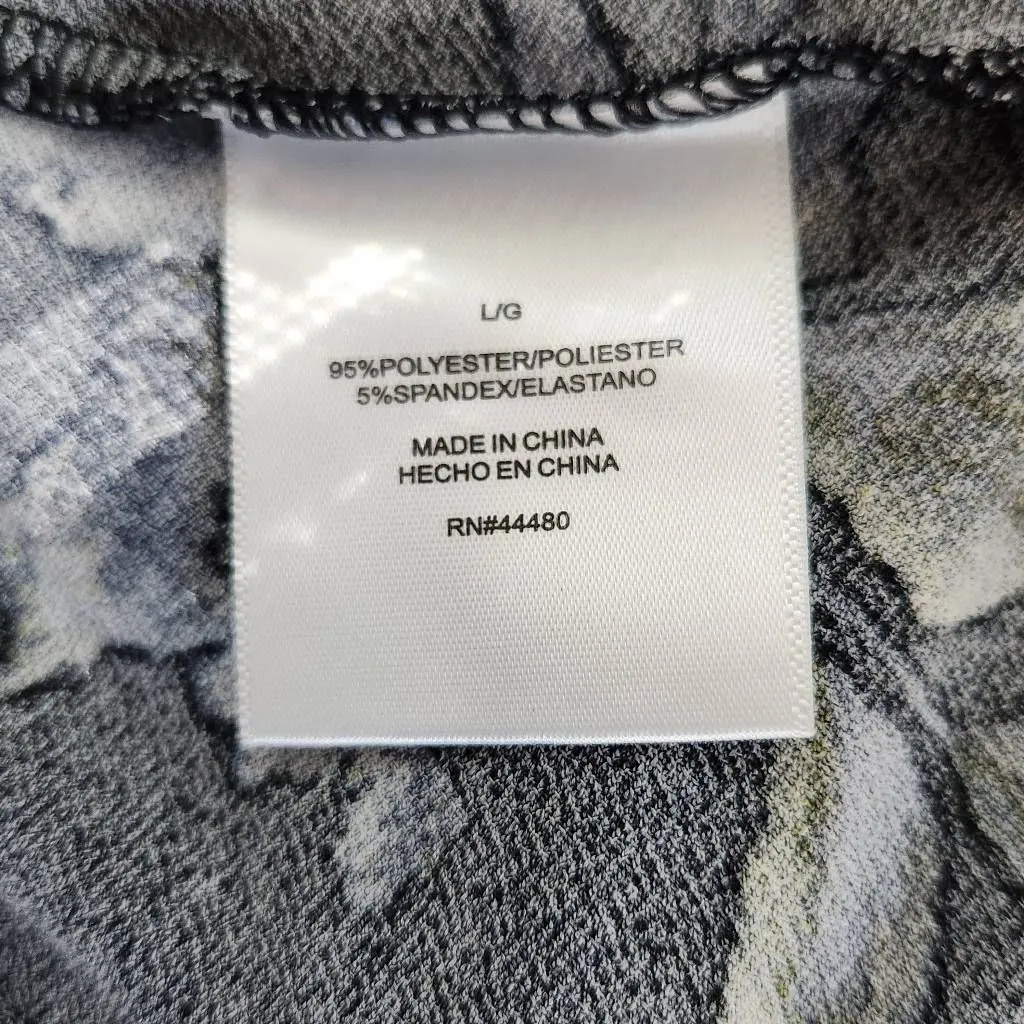 L/G
95%POLYESTER/POLIESTER
5%SPANDEX/ELASTANO
MADE IN CHINA
HECHO EN CHINA
RN#44480